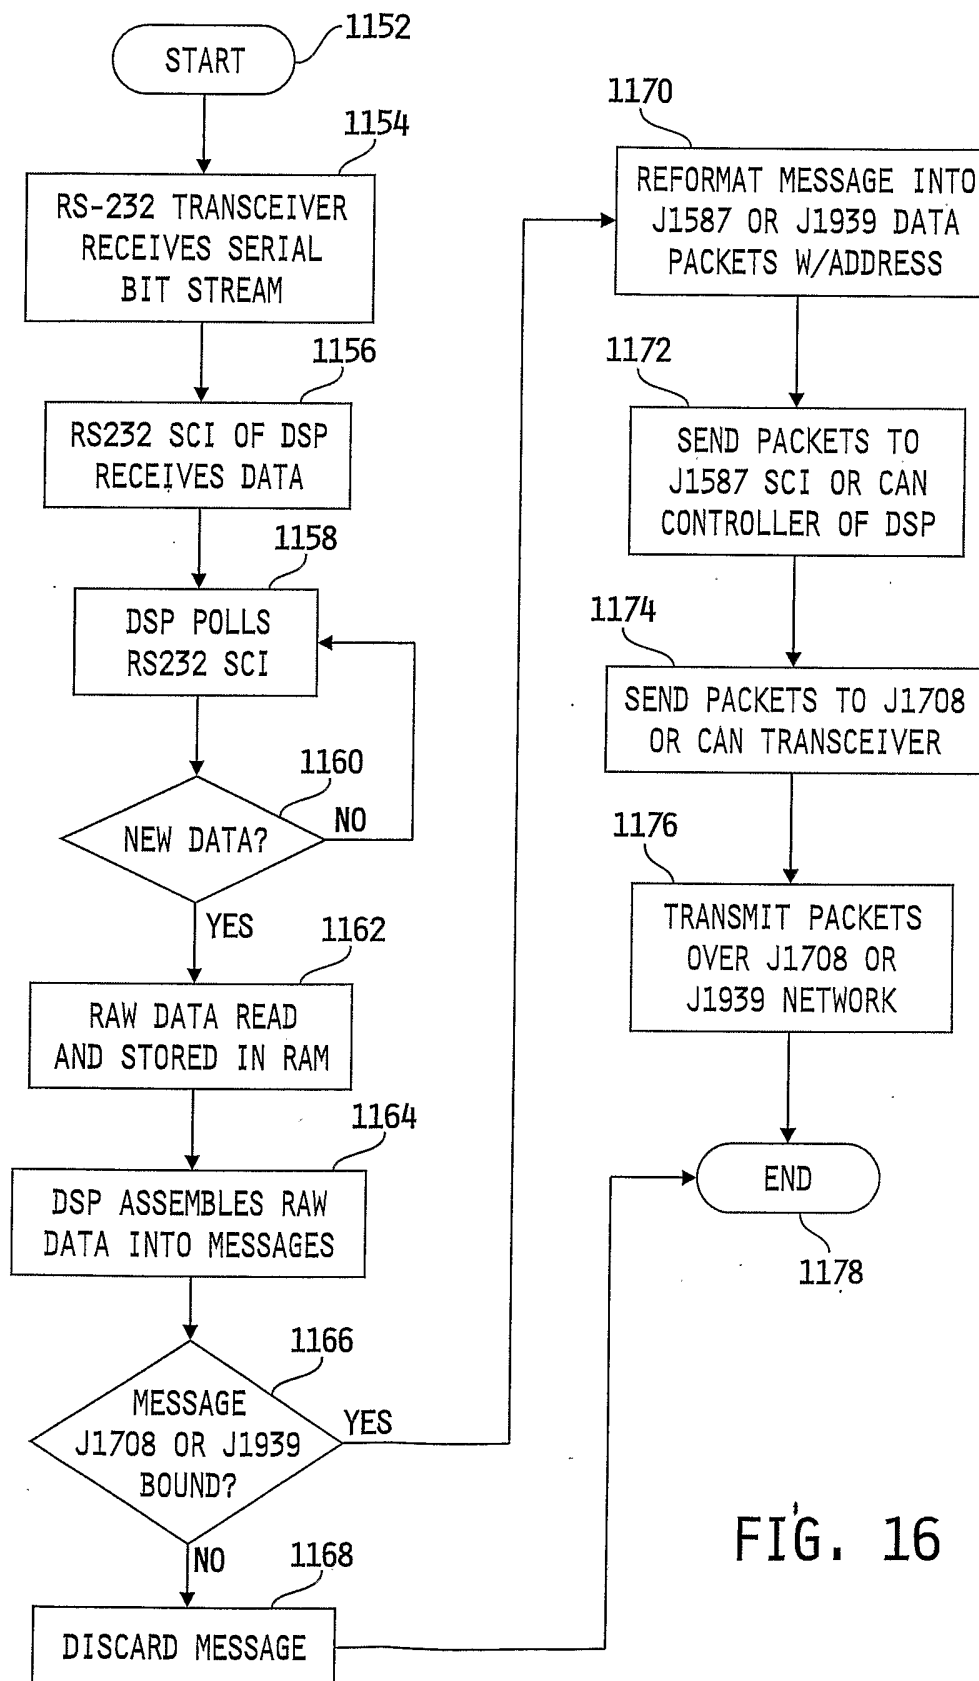 1152
START
1154
RS-232 TRANSCEIVER
RECEIVES SERIAL
BIT STREAM
1156
RS232 SCI OF DSP
RECEIVES DATA
1158
DSP POLLS
RS232 SCI
1160
NEW DATA?
NO
YES
1162
RAW DATA READ
AND STORED IN RAM
1164
DSP ASSEMBLES RAW
DATA INTO MESSAGES
1166
MESSAGE
J1708 OR J1939
BOUND?
YES
NO
1168
DISCARD MESSAGE
1170
REFORMAT MESSAGE INTO
J1587 OR J1939 DATA
PACKETS W/ADDRESS
1172
SEND PACKETS TO
J1587 SCI OR CAN
CONTROLLER OF DSP
1174
SEND PACKETS TO J1708
OR CAN TRANSCEIVER
1176
TRANSMIT PACKETS
OVER J1708 OR
J1939 NETWORK
END
1178
FIG. 16